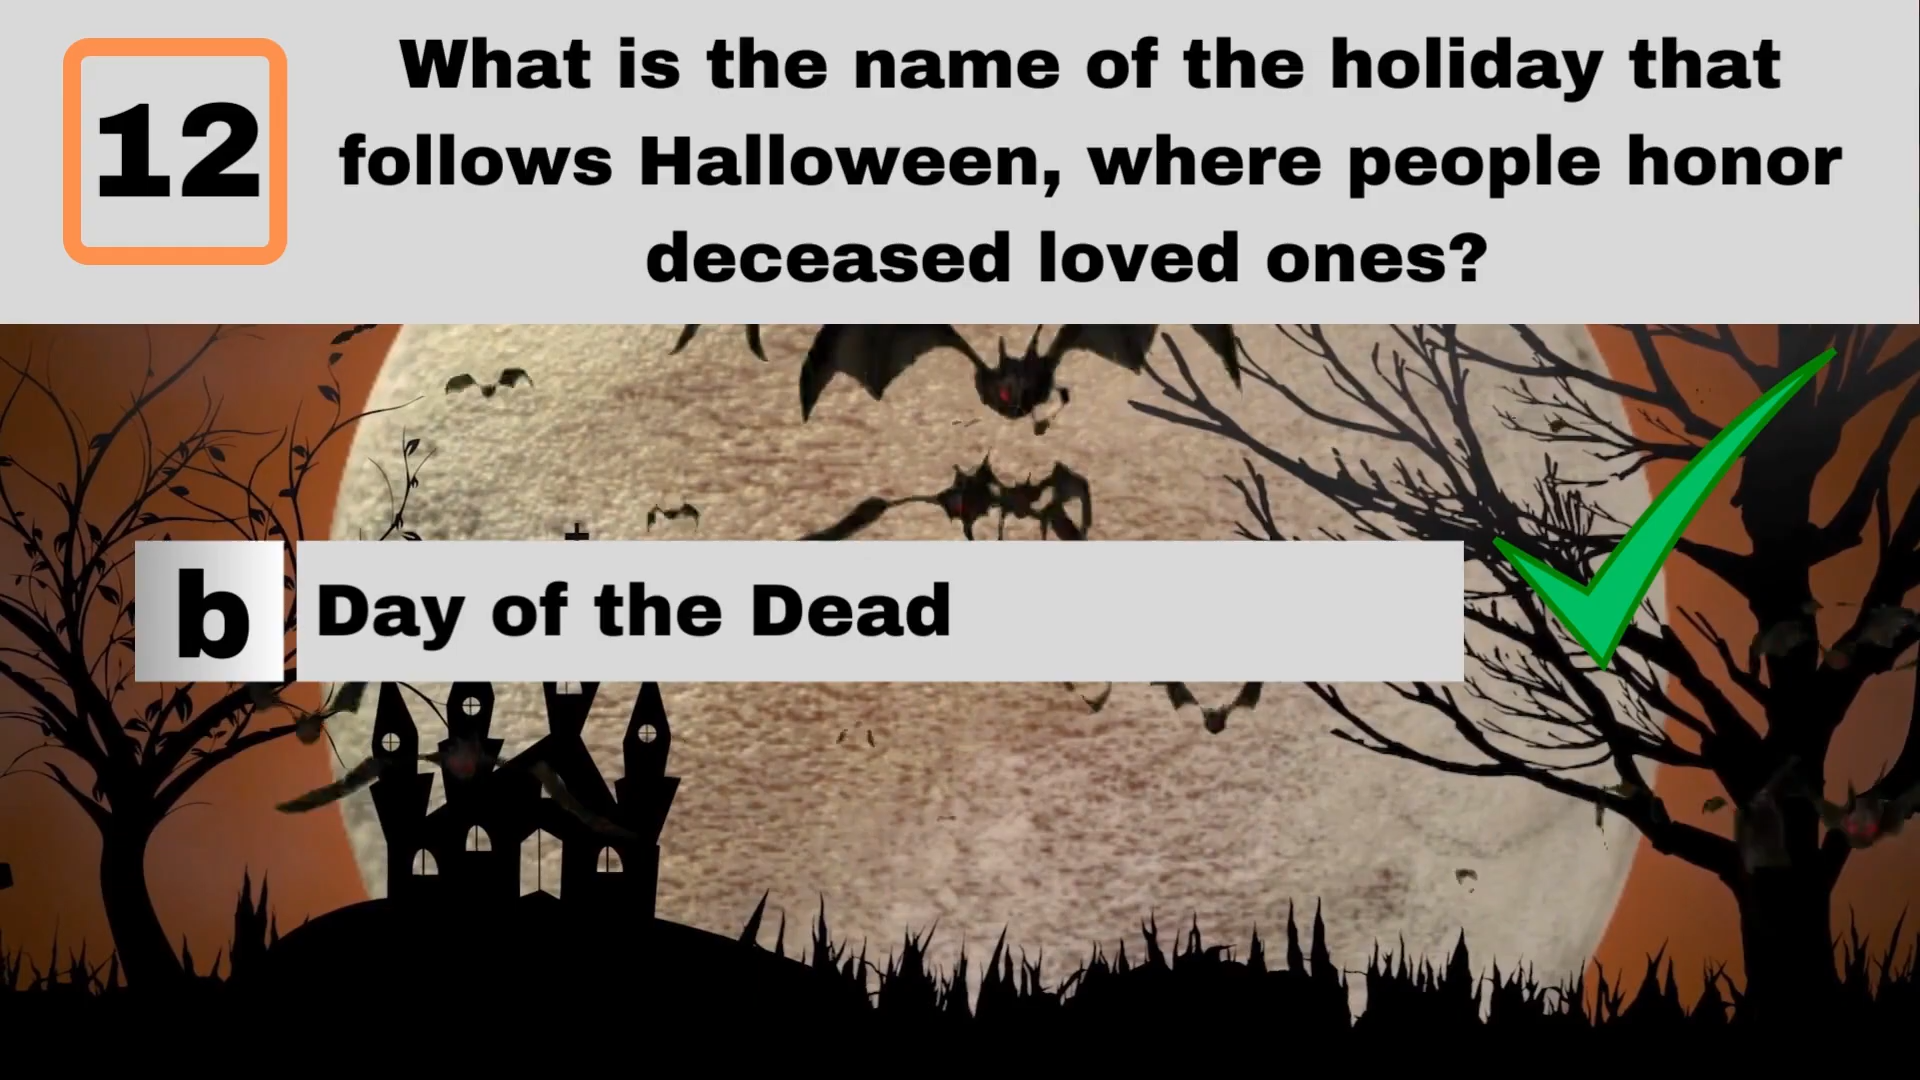 12
What is the name of the holiday that
follows Halloween, where people honor
deceased loved ones?
b
Day of the Dead